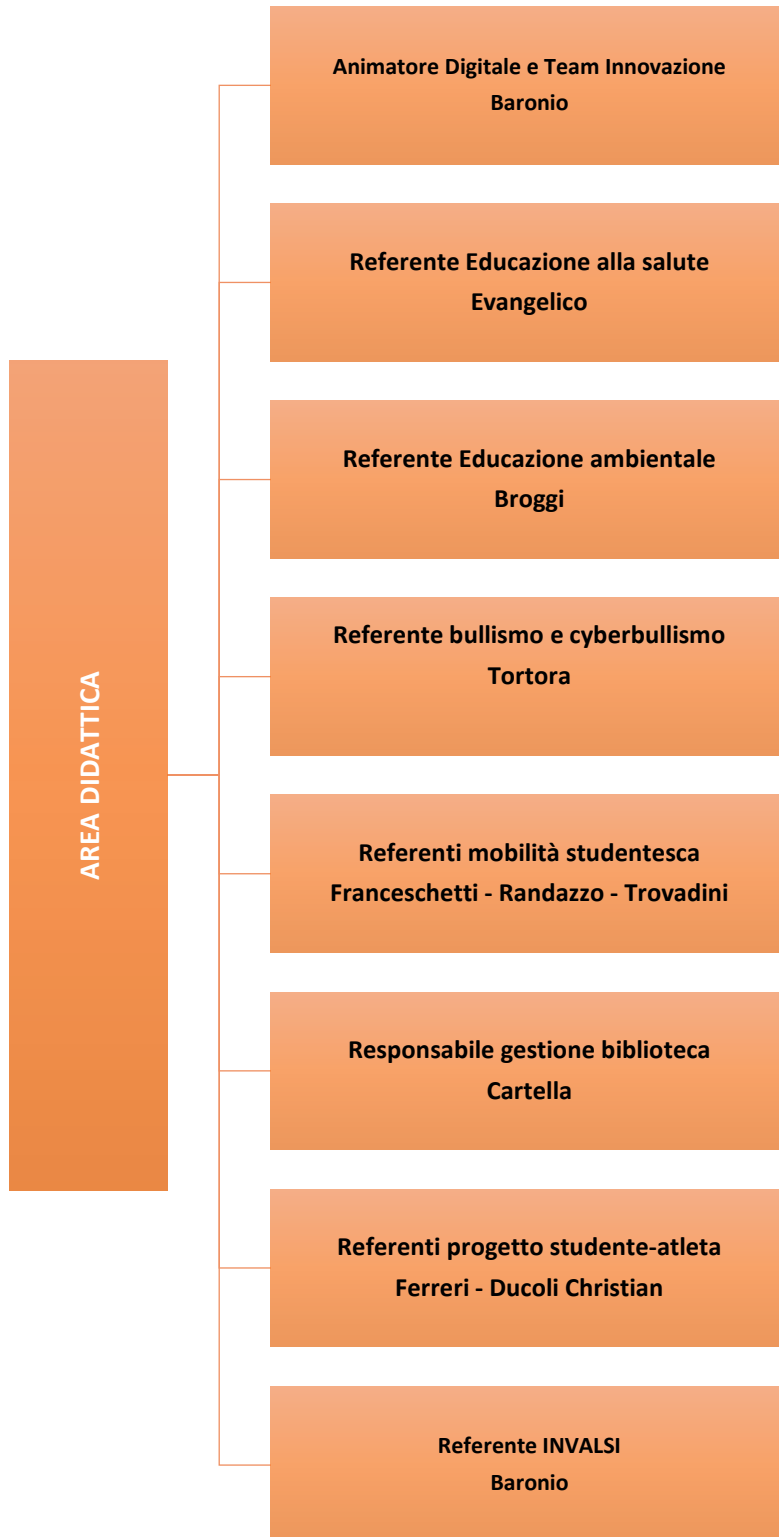 Animatore Digitale e Team Innovazione
Baronio
Referente Educazione alla salute
Evangelico
Referente Educazione ambientale
Broggi
Referente bullismo e cyberbullismo
Tortora
AREA DIDATTICA
Referenti mobilità studentesca
Franceschetti - Randazzo - Trovadini
Responsabile gestione biblioteca
Cartella
Referenti progetto studente-atleta
Ferreri - Ducoli Christian
Referente INVALSI
Baronio